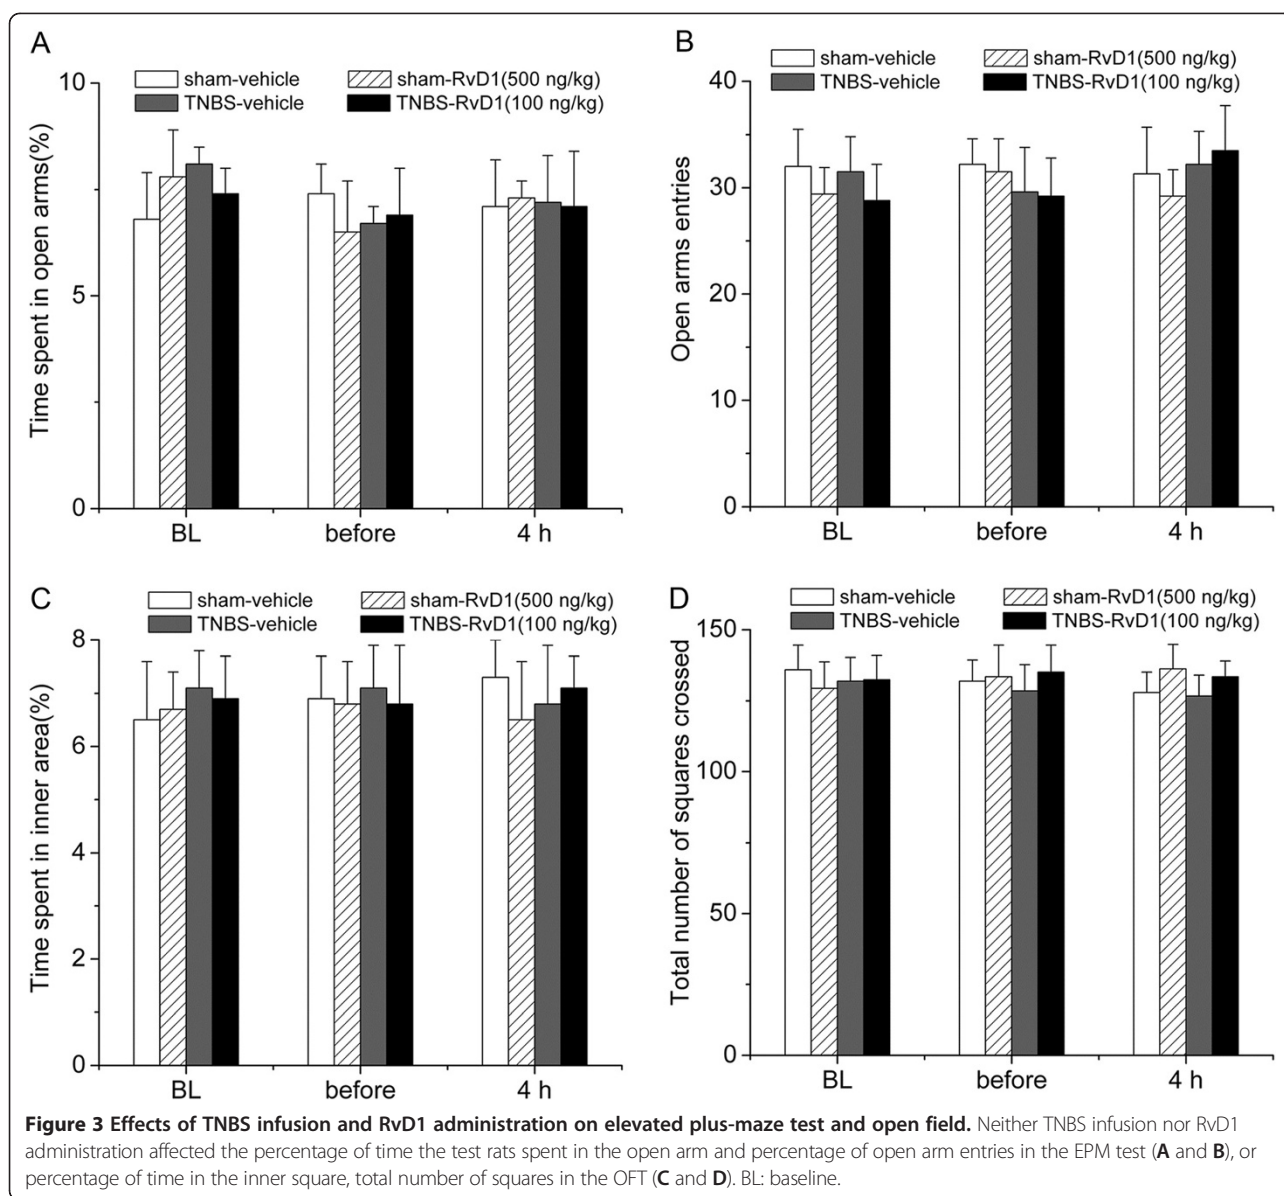 A
sham-vehicle
sham-RvD1(500 ng/kg)
TNBS-vehicle
TNBS-RvD1(100 ng/kg)
Time spent in open arms(%)
10
5
0
BL
before
4 h
B
sham-vehicle
sham-RvD1(500 ng/kg)
TNBS-vehicle
TNBS-RvD1(100 ng/kg)
Open arms entries
40
30
20
10
0
BL
before
4 h
C
sham-vehicle
sham-RvD1(500 ng/kg)
TNBS-vehicle
TNBS-RvD1(100 ng/kg)
Time spent in inner area(%)
8
6
4
2
0
BL
before
4 h
D
sham-vehicle
sham-RvD1(500 ng/kg)
TNBS-vehicle
TNBS-RvD1(100 ng/kg)
Total number of squares crossed
150
100
50
0
BL
before
4 h
Figure 3 Effects of TNBS infusion and RvD1 administration on elevated plus-maze test and open field. Neither TNBS infusion nor RvD1
administration affected the percentage of time the test rats spent in the open arm and percentage of open arm entries in the EPM test (A and B), or
percentage of time in the inner square, total number of squares in the OFT (C and D). BL: baseline.